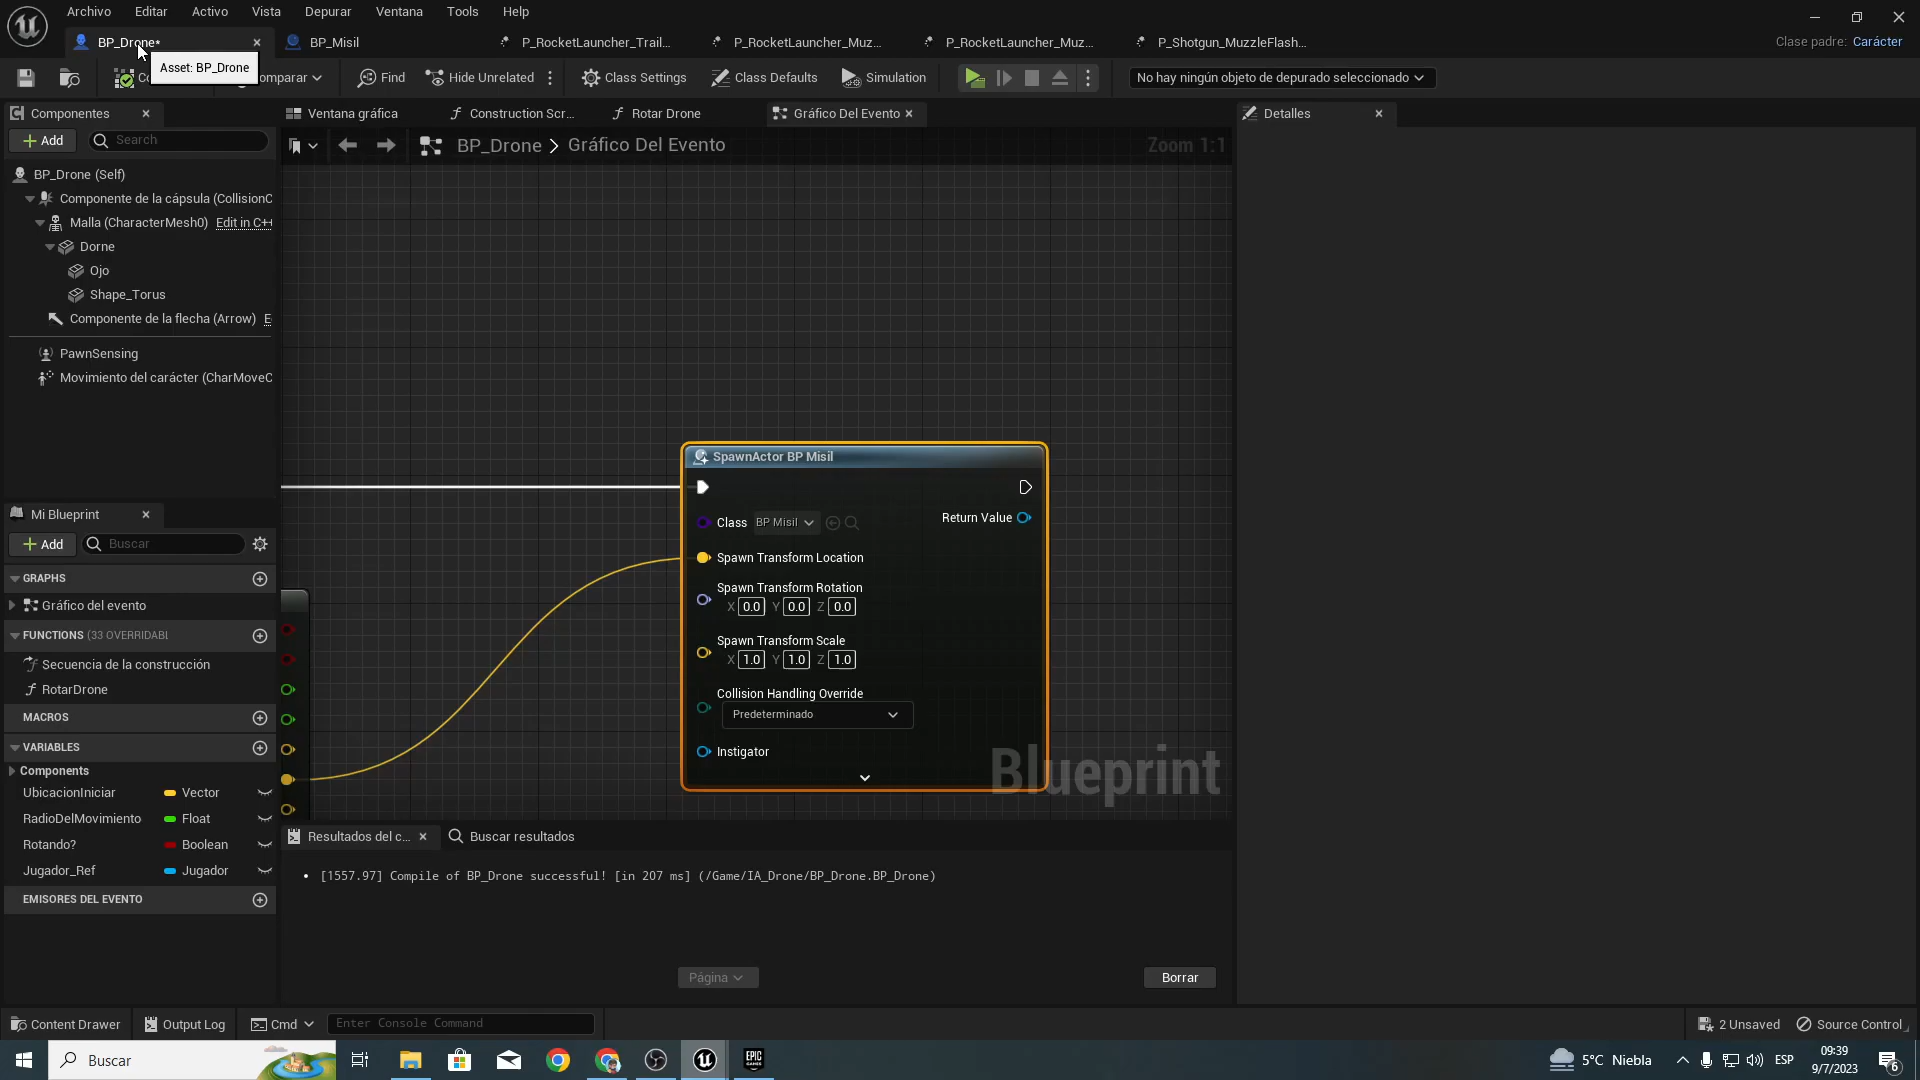 Archivo Editar Activo Vista Depurar Ventana Tools Help
BP_Drone* BP_Misil P_RocketLauncher_Trail... P_RocketLauncher_Muz... P_RocketLauncher_Muz... P_Shotgun_MuzzleFlash... Clase padre: Carácter
Asset: BP_Drone
Co omparar Find Hide Unrelated Class Settings Class Defaults Simulation No hay ningún objeto de depurado seleccionado
Componentes Ventana gráfica Construction Scr... Rotar Drone Gráfico Del Evento Detalles
Add Search BP_Drone > Gráfico Del Evento Zoom 1:1
BP_Drone (Self)
Componente de la cápsula (CollisionC
Malla (CharacterMesh0) Edit in C++
Dorne
Ojo
Shape_Torus
Componente de la flecha (Arrow) E
PawnSensing
Movimiento del carácter (CharMoveC
SpawnActor BP Misil
Class BP Misil
Return Value
Spawn Transform Location
Spawn Transform Rotation
X 0.0 Y 0.0 Z 0.0
Spawn Transform Scale
X 1.0 Y 1.0 Z 1.0
Collision Handling Override
Predeterminado
Instigator
Blueprint
Mi Blueprint
Add Buscar
GRAPHS
Gráfico del evento
FUNCTIONS (33 OVERRIDABL
Secuencia de la construcción
RotarDrone
MACROS
VARIABLES
Components
UbicacionIniciar Vector
RadioDelMovimiento Float
Rotando? Boolean
Jugador_Ref Jugador
EMISORES DEL EVENTO
Resultados del c... Buscar resultados
[1557.97] Compile of BP_Drone successful! [in 207 ms] (/Game/IA_Drone/BP_Drone.BP_Drone)
Página Borrar
Content Drawer Output Log Cmd Enter Console Command 2 Unsaved Source Control
Buscar EPIC GAMES 5°C Niebla ESP 09:39
9/7/2023 6